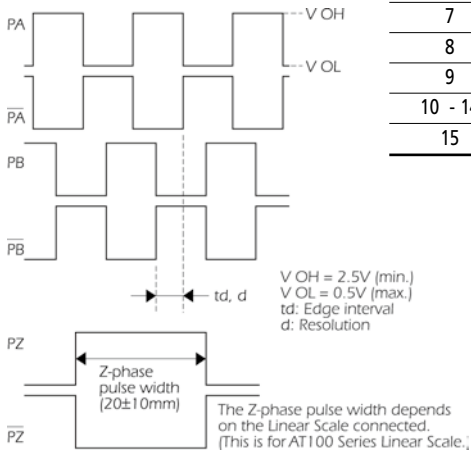 PA
V OH
V OL
PA
PB
PB
td, d
V OH = 2.5V (min.)
V OL = 0.5V (max.)
td: Edge interval
d: Resolution
PZ
Z-phase
pulse width
(20±10mm)
PZ
The Z-phase pulse width depends
on the Linear Scale connected.
(This is for AT100 Series Linear Scale.)
7
8
9
10 - 14
15